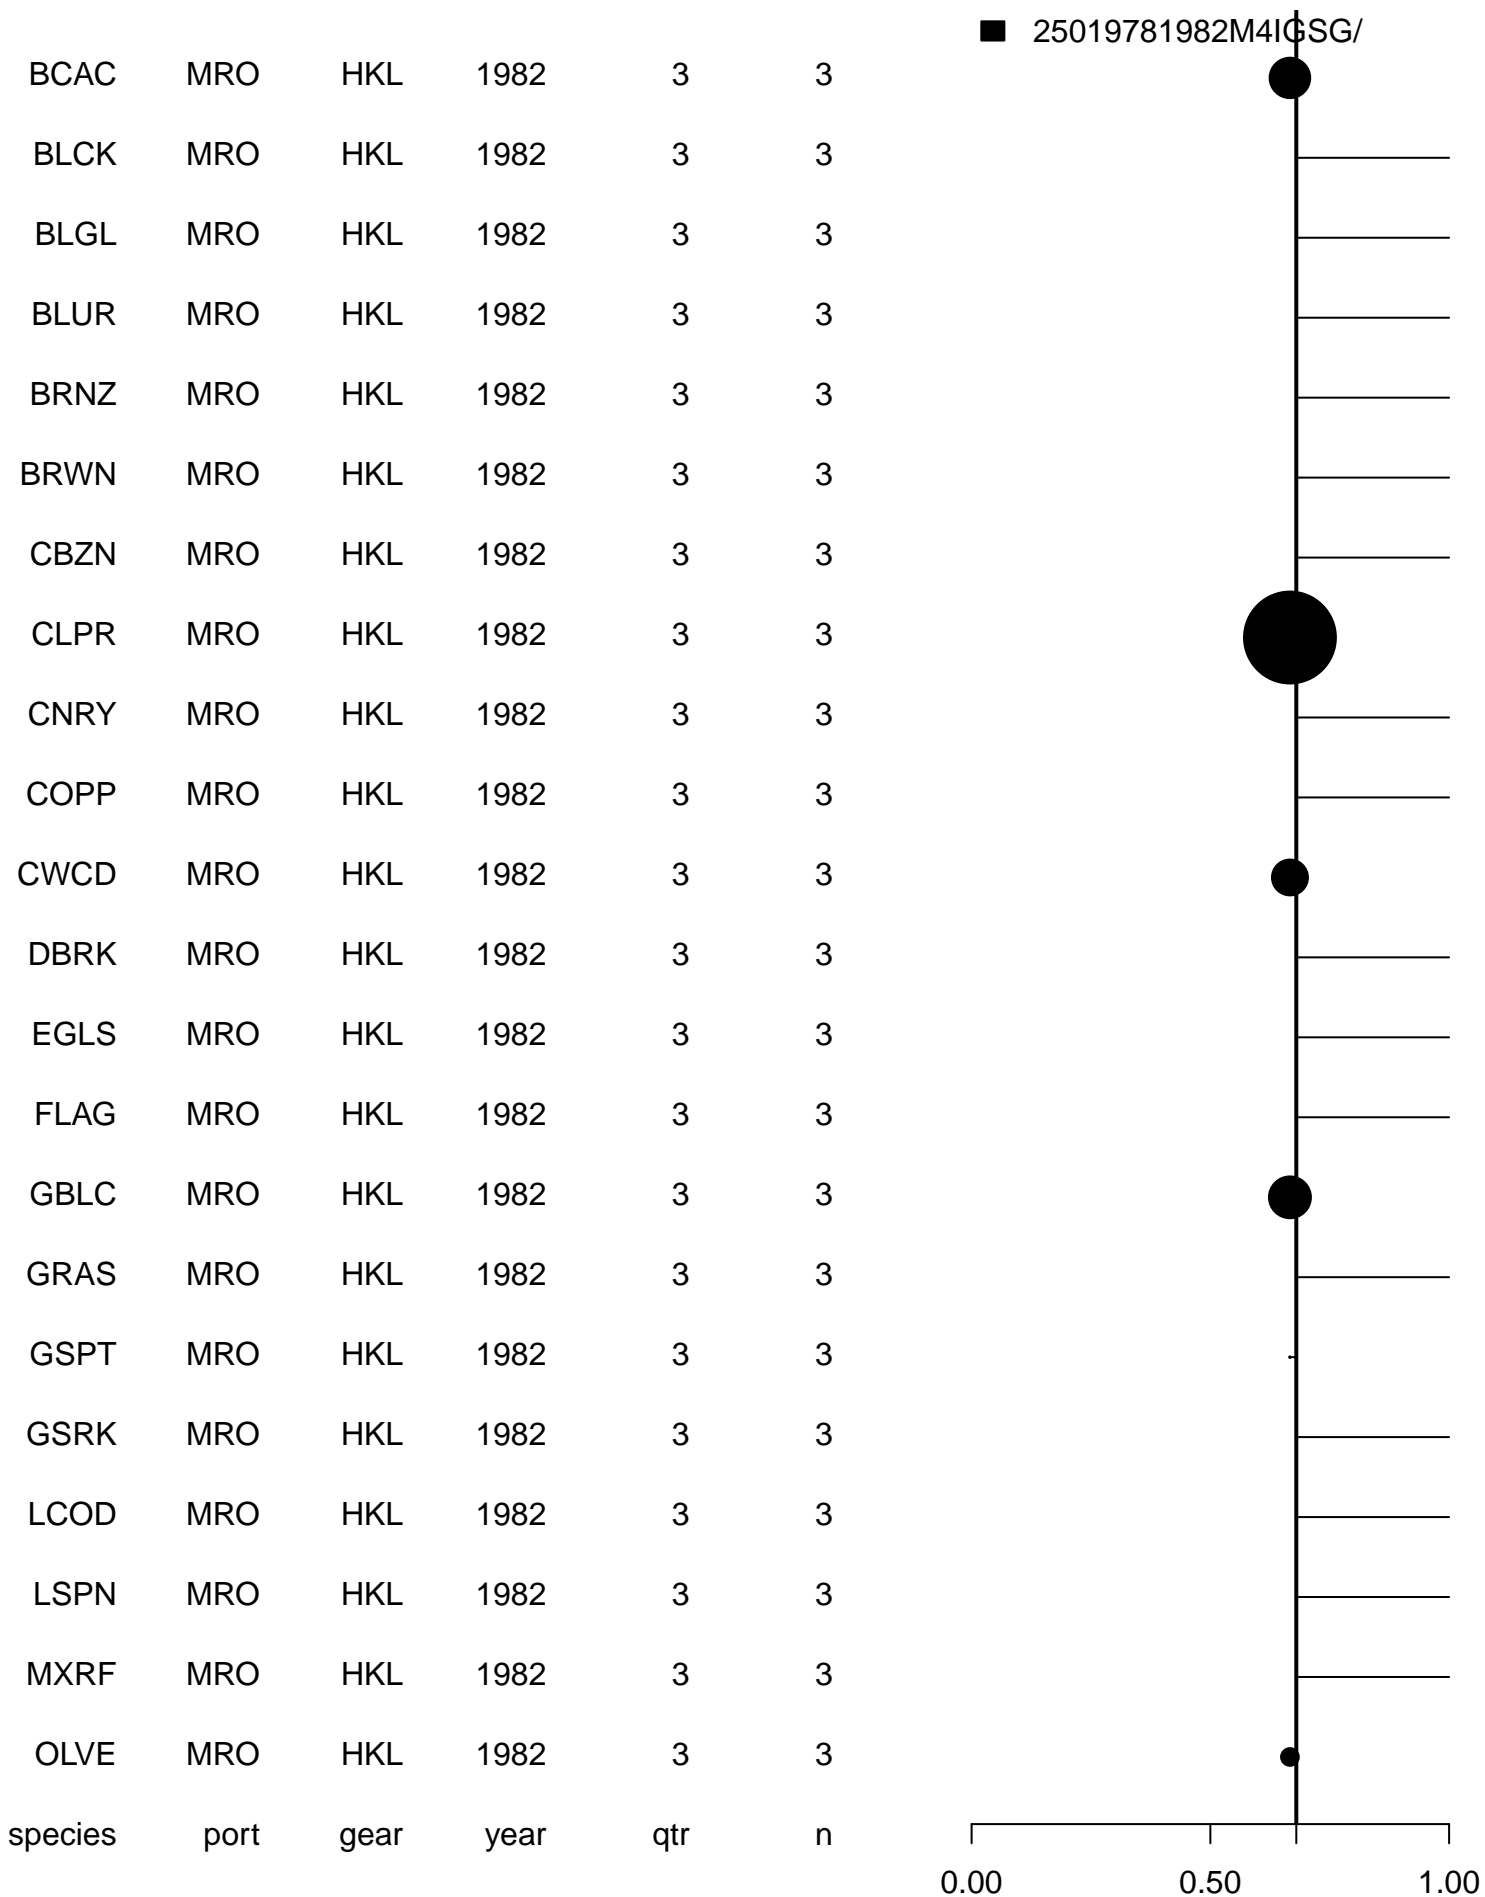 25019781982M4IGSG/
BCAC MRO HKL 1982 3 3
BLCK MRO HKL 1982 3 3
BLGL MRO HKL 1982 3 3
BLUR MRO HKL 1982 3 3
BRNZ MRO HKL 1982 3 3
BRWN MRO HKL 1982 3 3
CBZN MRO HKL 1982 3 3
CLPR MRO HKL 1982 3 3
CNRY MRO HKL 1982 3 3
COPP MRO HKL 1982 3 3
CWCD MRO HKL 1982 3 3
DBRK MRO HKL 1982 3 3
EGLS MRO HKL 1982 3 3
FLAG MRO HKL 1982 3 3
GBLC MRO HKL 1982 3 3
GRAS MRO HKL 1982 3 3
GSPT MRO HKL 1982 3 3
GSRK MRO HKL 1982 3 3
LCOD MRO HKL 1982 3 3
LSPN MRO HKL 1982 3 3
MXRF MRO HKL 1982 3 3
OLVE MRO HKL 1982 3 3
species port gear year qtr n
0.00 0.50 1.00